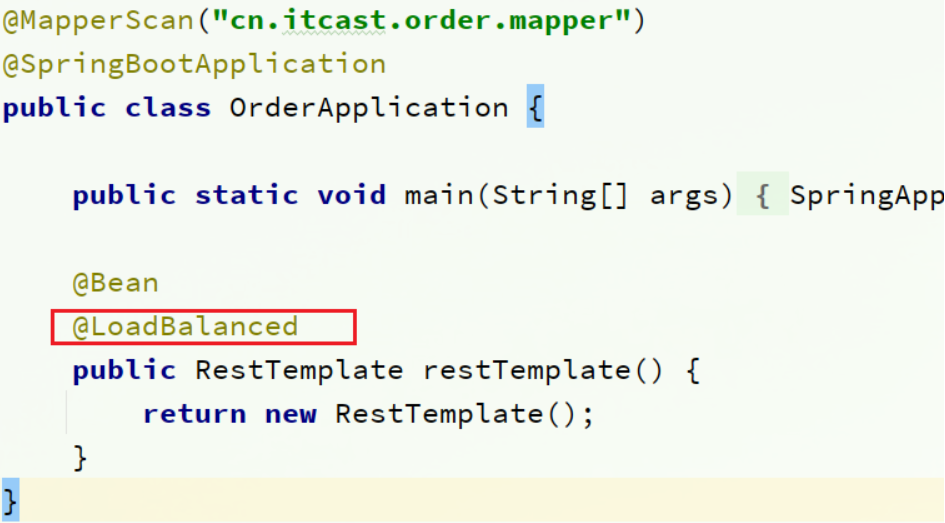 @MapperScan("cn.itcast.order.mapper")
@SpringBootApplication
public class OrderApplication {
public static void main(String[] args) { SpringApp
@Bean
@LoadBalanced
public RestTemplate restTemplate() {
return new RestTemplate();
}
}